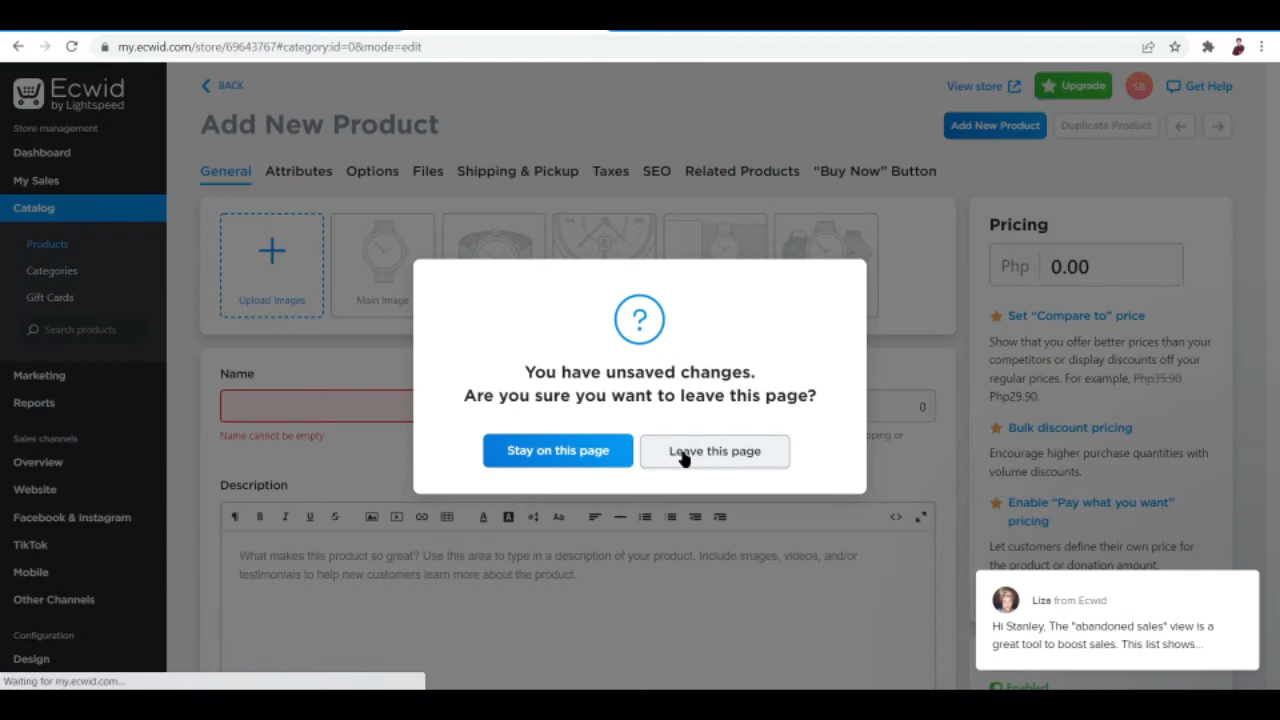 my.ecwid.com/store/69643767#category:id=0&mode=edit
Ecwid
by Lightspeed
Store management
Dashboard
My Sales
Catalog
Products
Categories
Gift Cards
Search products
Marketing
Reports
Sales channels
Overview
Website
Facebook & Instagram
TikTok
Mobile
Other Channels
Configuration
Design
BACK
View store
Upgrade
SB
Get Help
Add New Product
Add New Product
Duplicate Product
General Attributes Options Files Shipping & Pickup Taxes SEO Related Products “Buy Now” Button
Upload Images
Main Image
Name
0
Name cannot be empty
Description
What makes this product so great? Use this area to type in a description of your product. Include images, videos, and/or
testimonials to help new customers learn more about the product.
Pricing
Php 0.00
Set “Compare to” price
Show that you offer better prices than your
competitors or display discounts off your
regular prices. For example, Php35.90
Php29.90.
Bulk discount pricing
Encourage higher purchase quantities with
volume discounts.
Enable “Pay what you want”
pricing
Let customers define their own price for
the product or donation amount.
Enabled
?
You have unsaved changes.
Are you sure you want to leave this page?
Stay on this page
Leave this page
Liza from Ecwid
Hi Stanley, The "abandoned sales" view is a
great tool to boost sales. This list shows...
Waiting for my.ecwid.com...